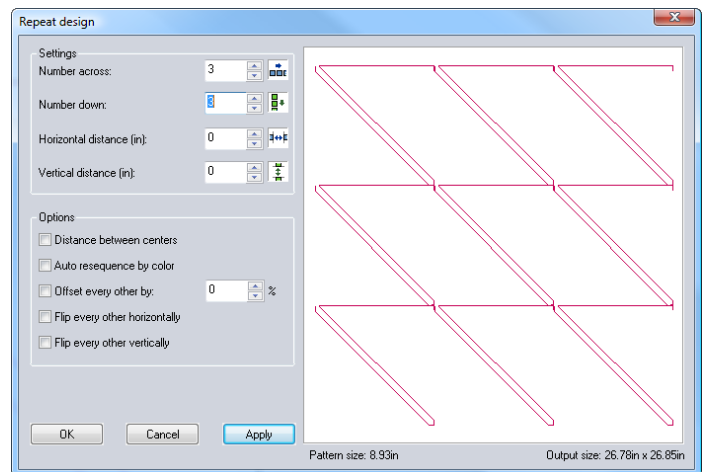 Repeat design
Settings
Number across: 3
Number down: 3
Horizontal distance (in): 0
Vertical distance (in): 0
Options
Distance between centers
Auto resequence by color
Offset every other by: 0 %
Flip every other horizontally
Flip every other vertically
OK Cancel Apply
Pattern size: 8.93in Output size: 26.78in x 26.85in